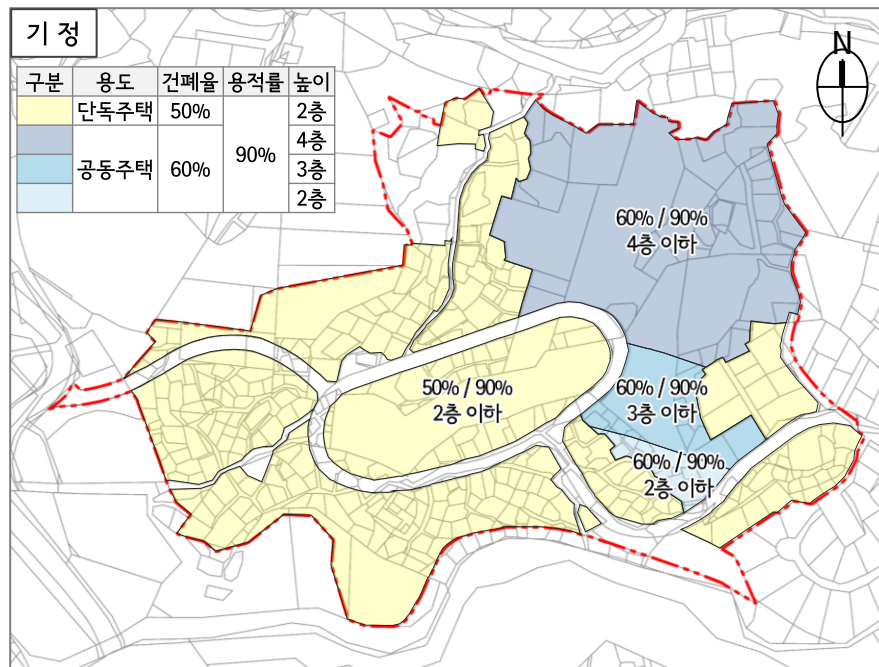 기 정
N
구분 용도 건폐율 용적률 높이
단독주택 50% 2층
공동주택 60% 90% 4층
3층
2층
60% / 90%
4층 이하
50% / 90%
2층 이하
60% / 90%
3층 이하
60% / 90%
2층 이하